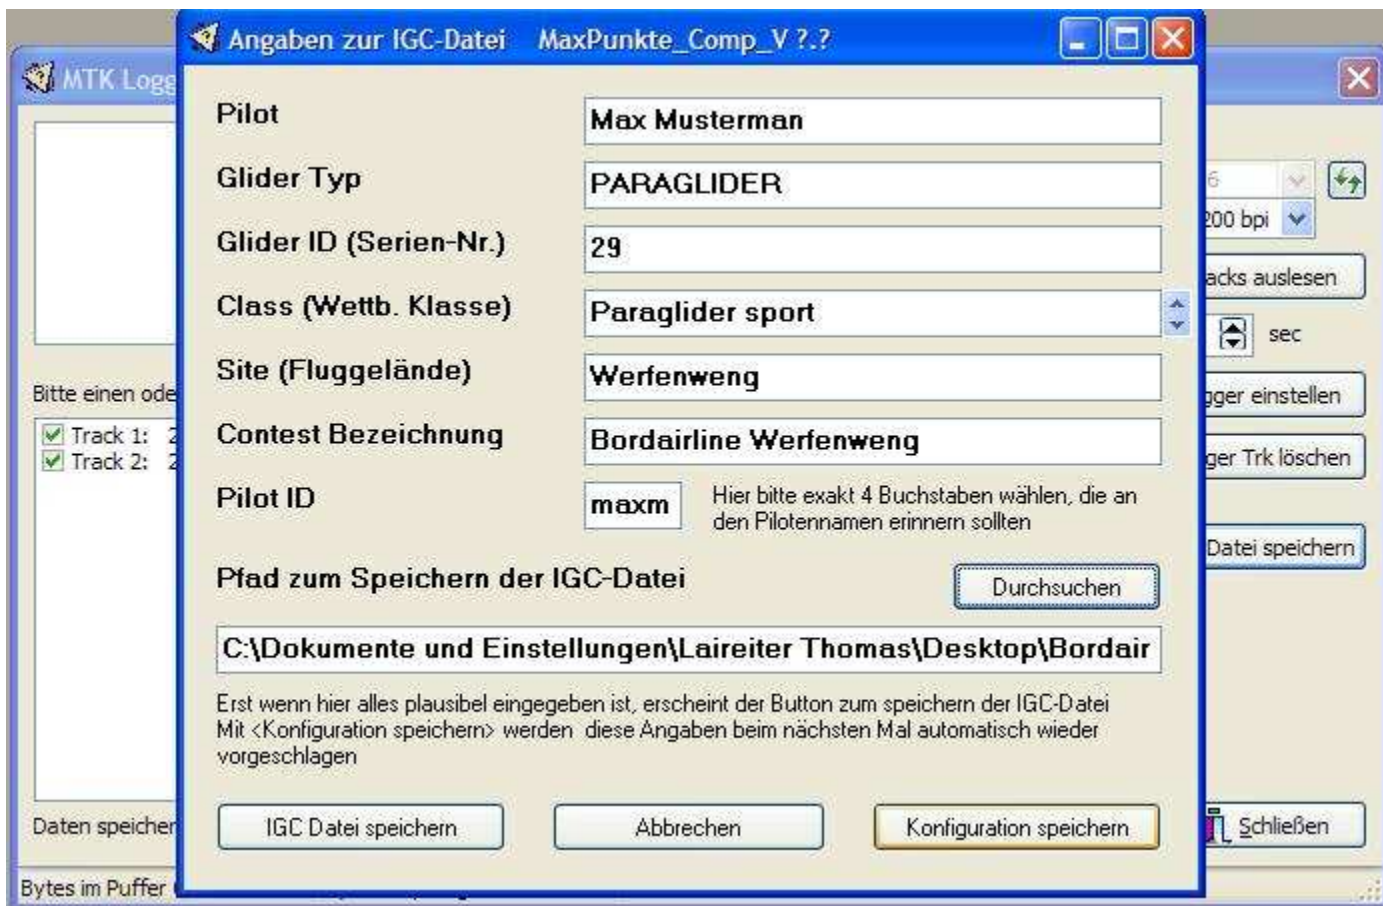 Angaben zur IGC-Datei MaxPunkte_Comp_V ?.?
MTK Logg
Pilot
Max Musterman
Glider Typ
PARAGLIDER
Glider ID (Serien-Nr.)
29
Class (Wettb. Klasse)
Paraglider sport
Site (Fluggelände)
Werfenweng
Contest Bezeichnung
Bordairline Werfenweng
Pilot ID
maxm
Hier bitte exakt 4 Buchstaben wählen, die an
den Pilotennamen erinnern sollten
Pfad zum Speichern der IGC-Datei
Durchsuchen
C:\Dokumente und Einstellungen\Laireiter Thomas\Desktop\Bordair
Erst wenn hier alles plausibel eingegeben ist, erscheint der Button zum speichern der IGC-Datei
Mit <Konfiguration speichern> werden diese Angaben beim nächsten Mal automatisch wieder
vorgeschlagen
IGC Datei speichern
Abbrechen
Konfiguration speichern
Bitte einen ode
Track 1: 2
Track 2: 2
Daten speicher
Bytes im Puffer
6
200 bpi
acks auslesen
sec
gger einstellen
ger Trk löschen
Datei speichern
Schließen